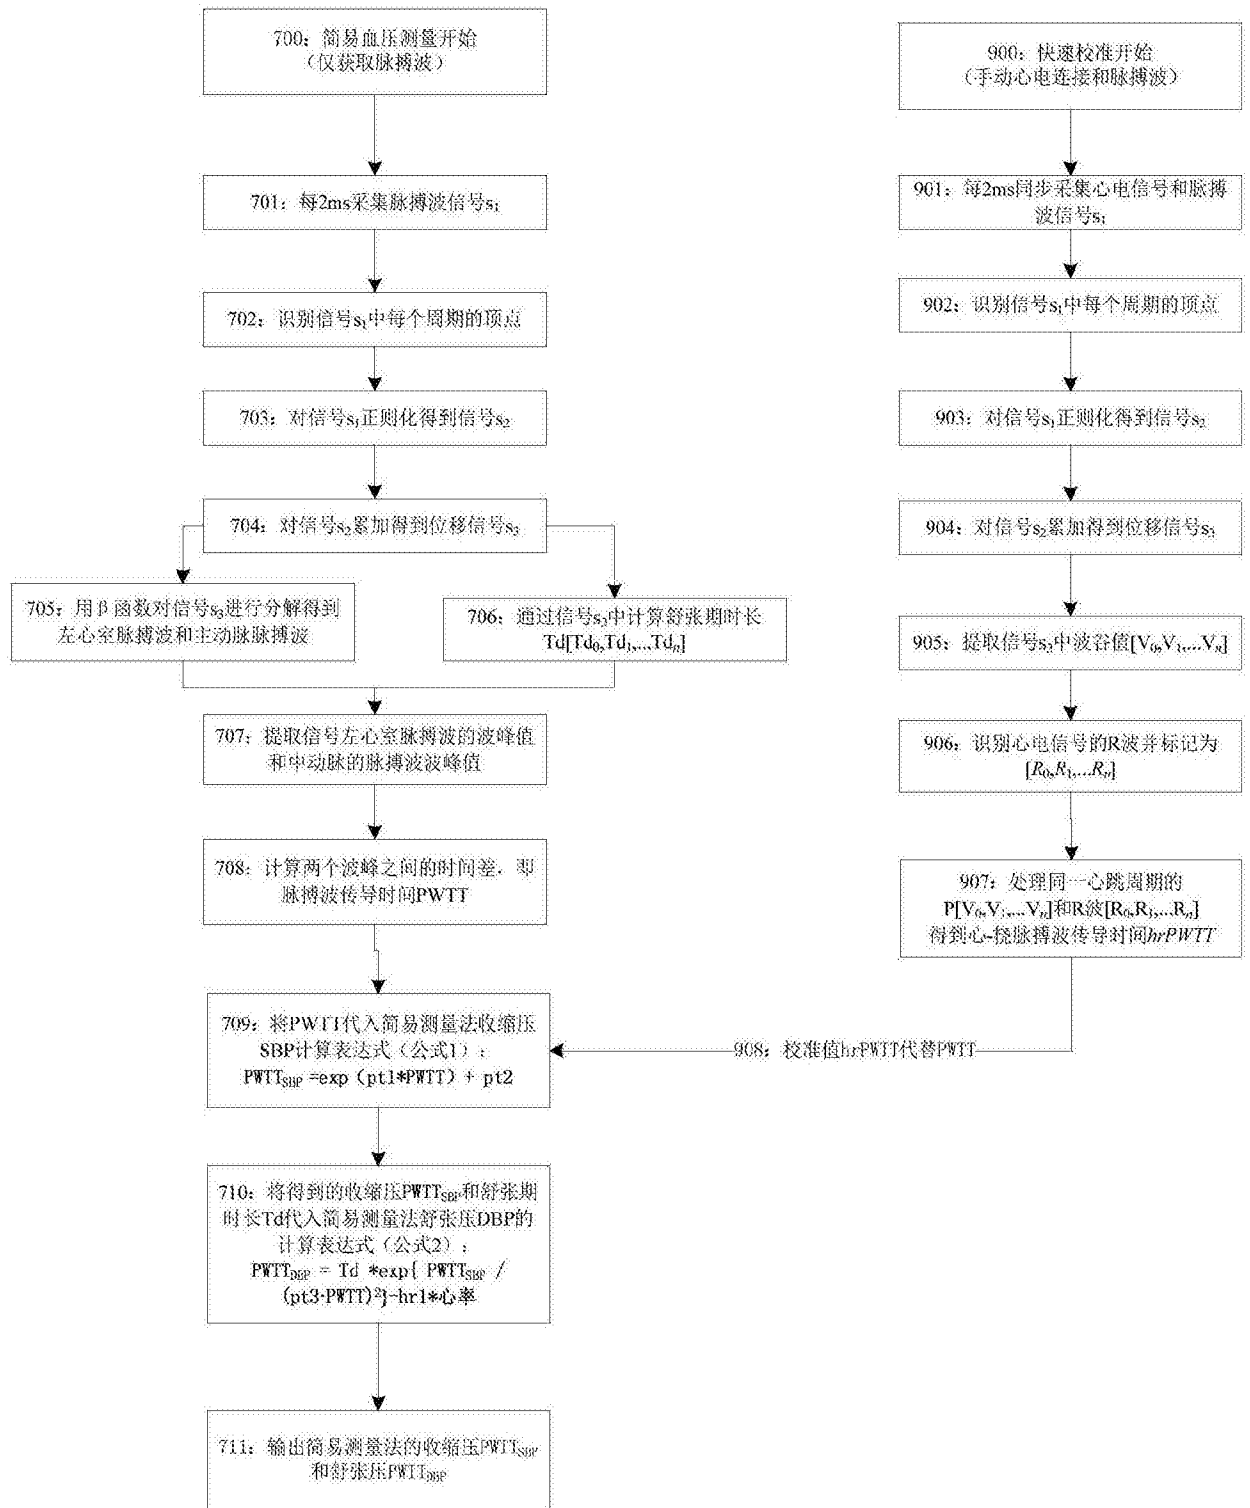 700：简易血压测量开始
（仅获取脉搏波）
701：每2ms采集脉搏波信号s₁
702：识别信号s₁中每个周期的顶点
703：对信号s₁正则化得到信号s₂
704：对信号s₂累加得到位移信号s₃
705：用β函数对信号s₃进行分解得到
左心室脉搏波和主动脉脉搏波
706：通过信号s₃中计算舒张期时长
Td[Td₀,Td₁,...Tdₙ]
707：提取信号左心室脉搏波的波峰值
和中动脉的脉搏波波峰值
708：计算两个波峰之间的时间差，即
脉搏波传导时间PWTT
709：将PWTT代入简易测量法收缩压
SBP计算表达式（公式1）：
PWTT_SBP =exp（pt1*PWTT）+ pt2
710：将得到的收缩压PWTT_SBP和舒张期
时长Td代入简易测量法舒张压DBP的
计算表达式（公式2）：
PWTT_DBP = Td *exp{ PWTT_SBP /
(pt3·PWTT)²}-hr1*心率
711：输出简易测量法的收缩压PWTT_SBP
和舒张压PWTT_DBP
900：快速校准开始
（手动心电连接和脉搏波）
901：每2ms同步采集心电信号和脉搏
波信号s₁
902：识别信号s₁中每个周期的顶点
903：对信号s₁正则化得到信号s₂
904：对信号s₂累加得到位移信号s₃
905：提取信号s₃中波谷值[V₀,V₁,...Vₙ]
906：识别心电信号的R波并标记为
[R₀,R₁,...Rₙ]
907：处理同一心跳周期的
P[V₀,V₁,...Vₙ]和R波[R₀,R₁,...Rₙ]
得到心-挠脉搏波传导时间hrPWTT
908：校准值hrPWTT代替PWTT